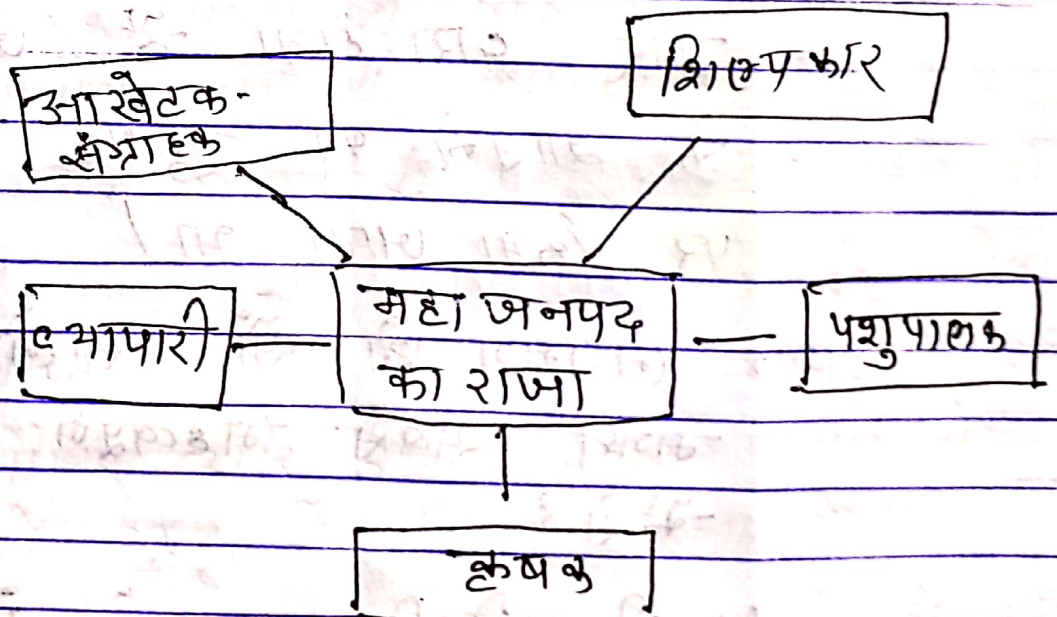 शिल्पकार
आखेटक-
संग्राहक
व्यापारी
महाजनपद
का राजा
पशुपालक
कृषक